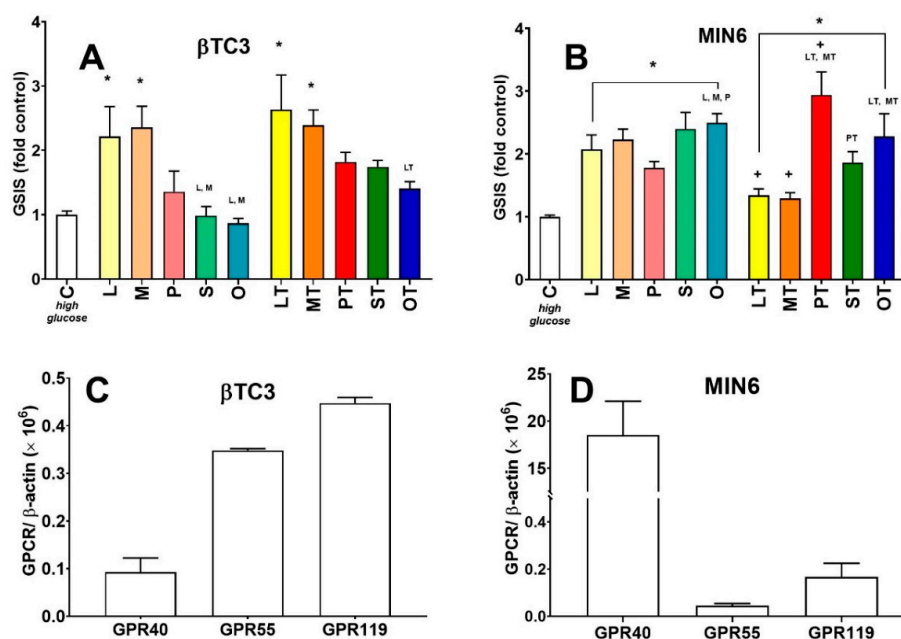 A
βTC3
GSIS (fold control)
4
3
2
1
0
*
*
L, M
L, M
*
*
LT
C
high
glucose
L
M
P
S
O
LT
MT
PT
ST
OT
B
MIN6
GSIS (fold control)
4
3
2
1
0
*
L, M, P
*
+
LT, MT
+
+
PT
LT, MT
C
high
glucose
L
M
P
S
O
LT
MT
PT
ST
OT
C
βTC3
GPCR/ β-actin (× 10⁶)
0.5
0.4
0.3
0.2
0.1
0.0
GPR40 GPR55 GPR119
D
MIN6
GPCR/ β-actin (× 10⁶)
25
20
15
0.4
0.2
0.0
GPR40 GPR55 GPR119